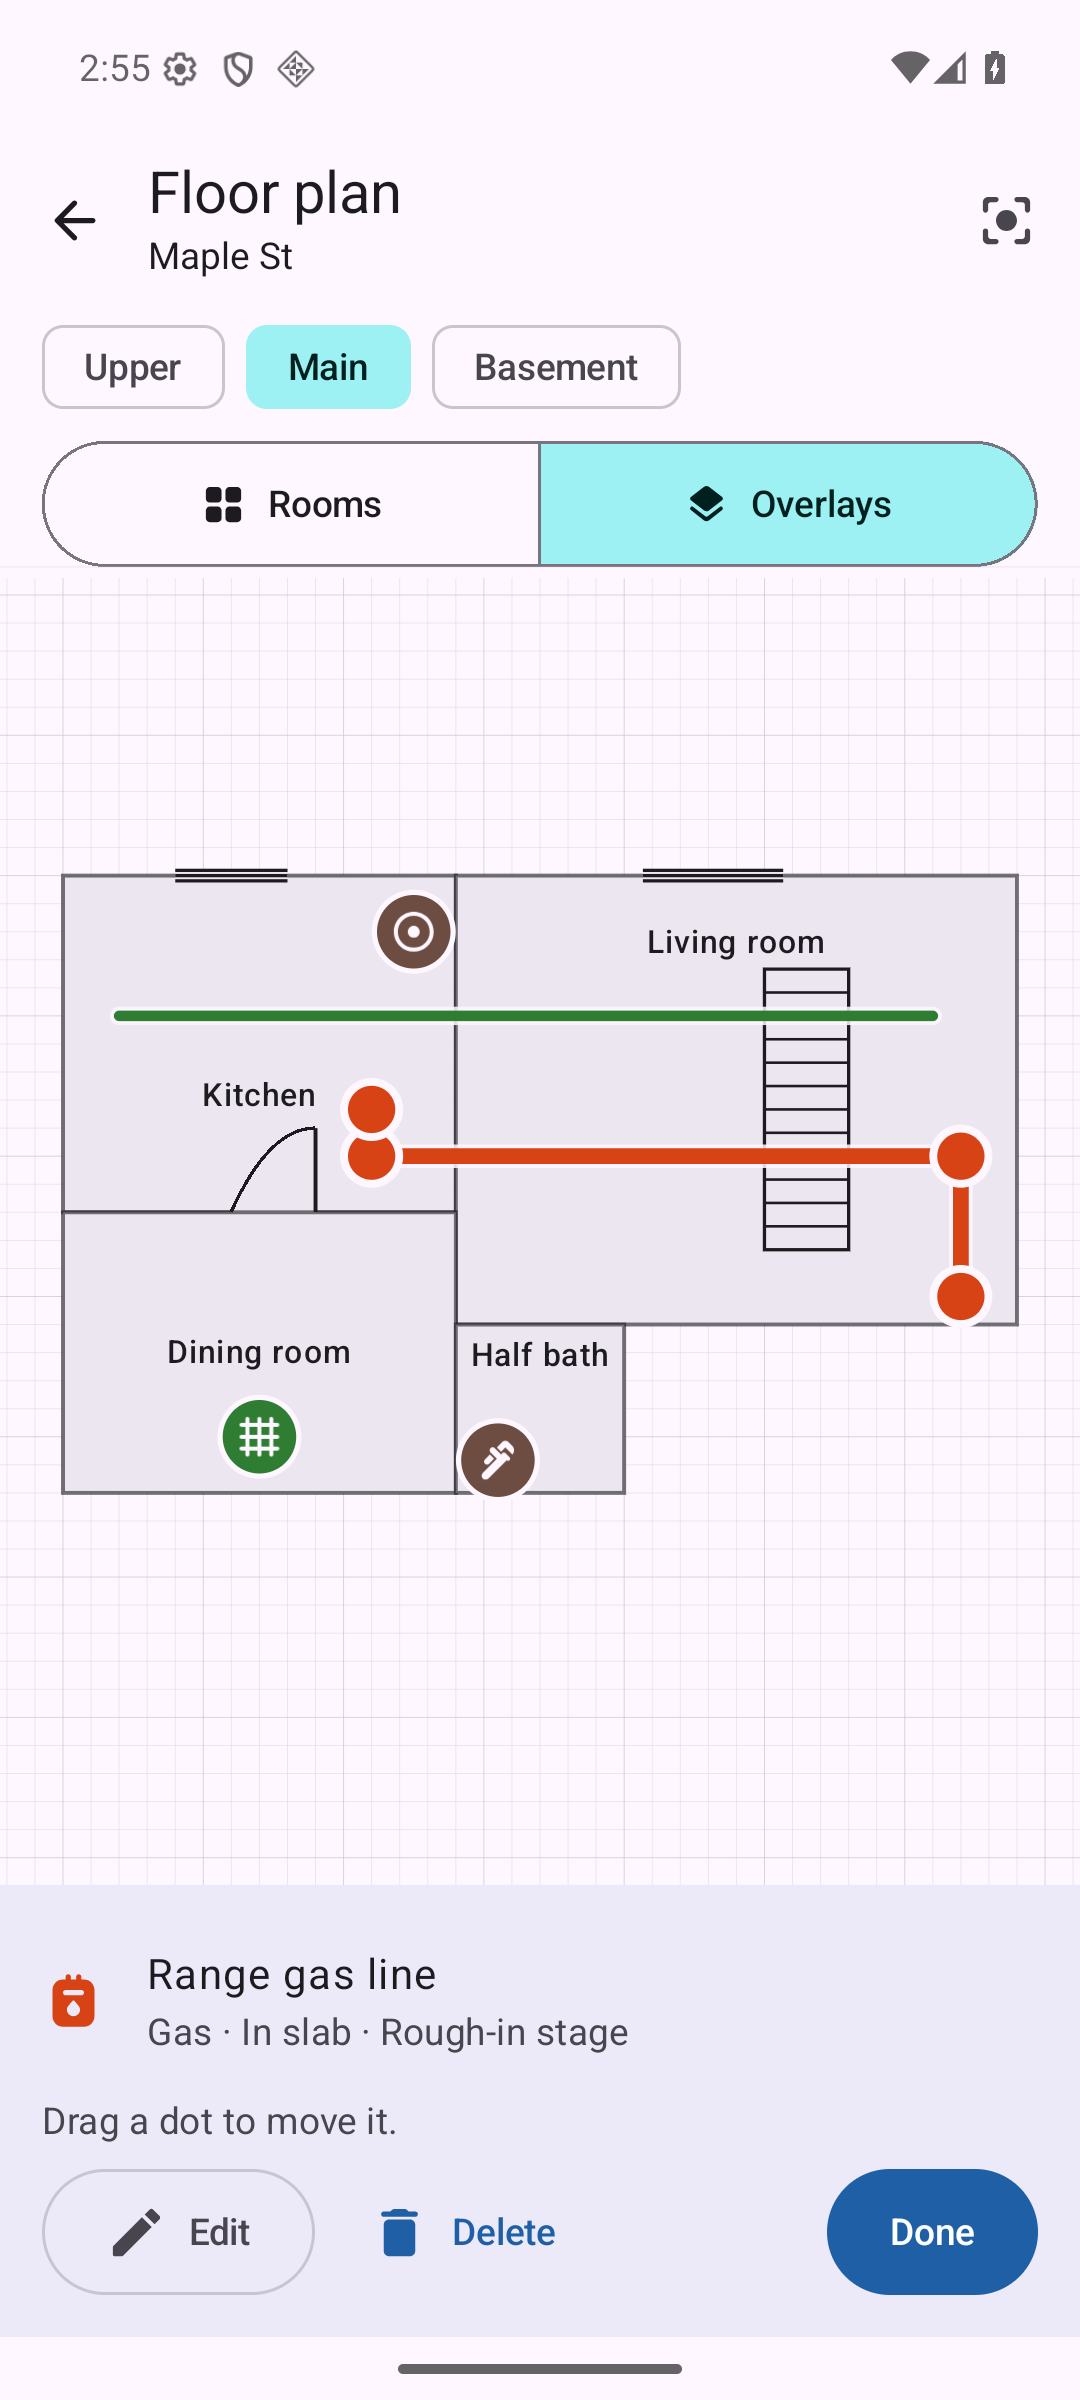 2:55
Floor plan
Maple St
Upper
Main
Basement
Rooms
Overlays
Living room
Kitchen
Dining room
Half bath
Range gas line
Gas · In slab · Rough-in stage
Drag a dot to move it.
Edit
Delete
Done